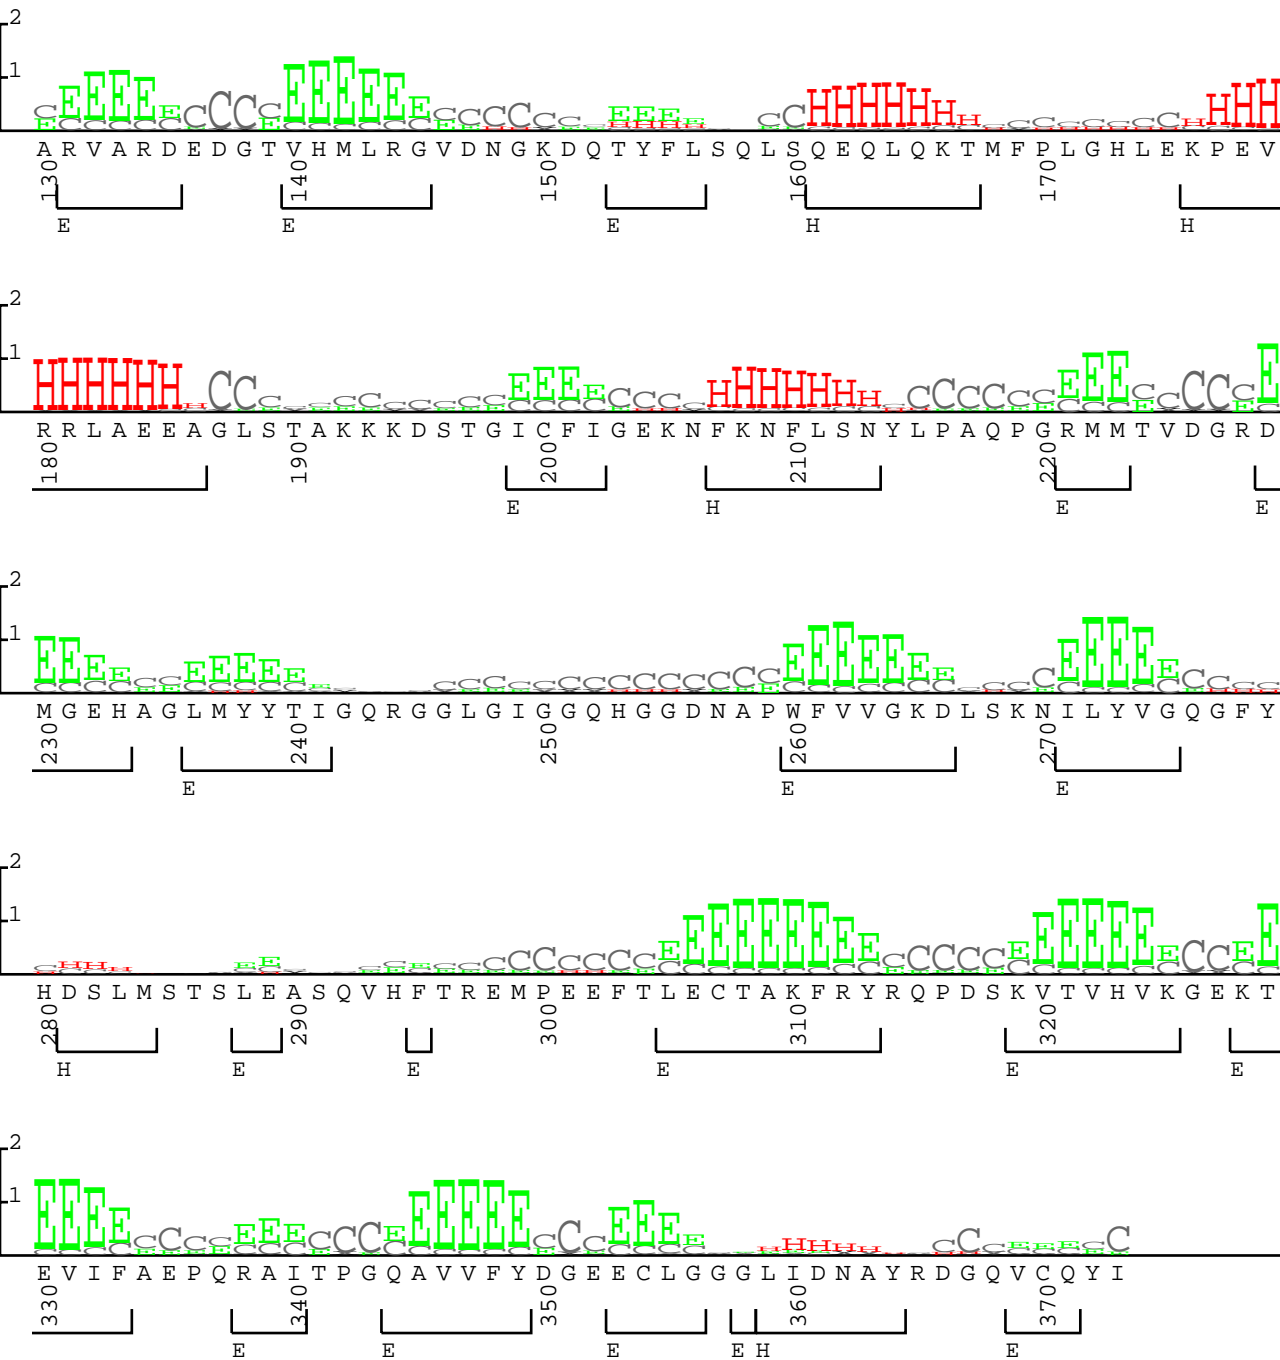 2
1
C E E E E E C C C C E E E E E E C C C C C C E E E E C C H H H H H H H C C C C C C H H H H
A R V A R D E D G T V H M L R G V D N G K D Q T Y F L S Q L S Q E Q L Q K T M F P L G H L E K P E V
130 140 150 160 170
E E E H H
2
1
H H H H H H H C C C C C C C C C E E E E C C C H H H H H H H C C C C C C E E E C C C C C E
R R L A E E A G L S T A K K K D S T G I C F I G E K N F K N F L S N Y L P A Q P G R M M T V D G R D
180 190 200 210 220
E H E E
2
1
E E E E C C E E E E E C C C C C C C C C C C C C C E E E E E E E C C C E E E E E C C C
M G E H A G L M Y Y T I G Q R G G L G I G G Q H G G D N A P W F V V G K D L S K N I L Y V G Q G F Y
230 240 250 260 270
E E E
2
1
C H H H E E C C E C C C C C C C C C E E E E E E E E E C C C C C E E E E E E E C C E E
H D S L M S T S L E A S Q V H F T R E M P E E F T L E C T A K F R Y R Q P D S K V T V H V K G E K T
280 290 300 310 320
H E E E E E
2
1
E E E E C C C C E E E C C C E E E E E E C C C E E E E H H H H H C C C E E E C C
E V I F A E P Q R A I T P G Q A V V F Y D G E E C L G G G L I D N A Y R D G Q V C Q Y I
330 340 350 360 370
E E E E H E